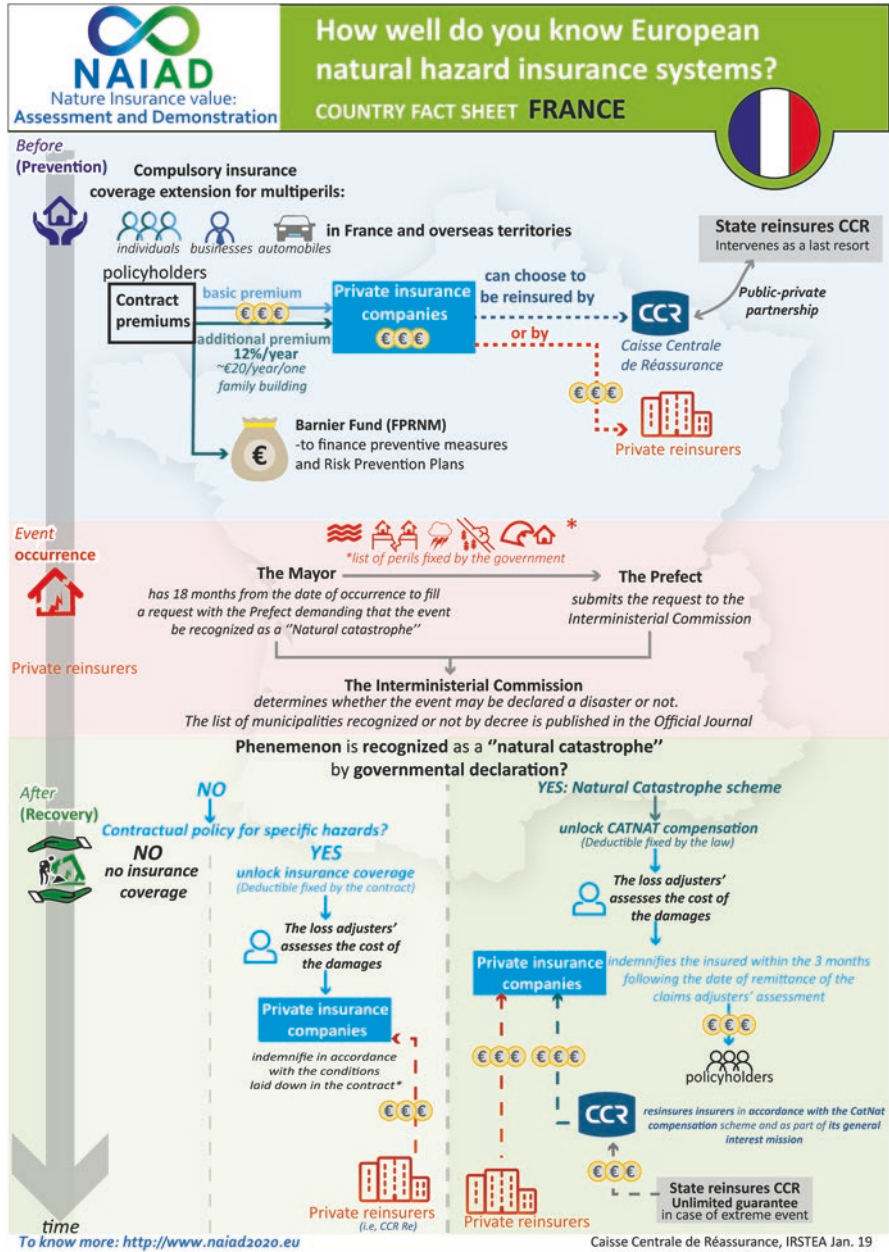 NAIAD
Nature Insurance value:
Assessment and Demonstration
How well do you know European
natural hazard insurance systems?
COUNTRY FACT SHEET FRANCE
Before
(Prevention)
Compulsory insurance
coverage extension for multiperils:
individuals businesses automobiles
in France and overseas territories
State reinsures CCR
Intervenes as a last resort
policyholders
Contract
premiums
basic premium
€ € €
additional premium
12%/year
~€20/year/one
family building
Private insurance
companies
€ € €
can choose to
be reinsured by
or by
CCR
Caisse Centrale
de Réassurance
Public-private
partnership
€ € €
Private reinsurers
€
Barnier Fund (FPRNM)
-to finance preventive measures
and Risk Prevention Plans
Event
occurrence
Private reinsurers
*
*list of perils fixed by the government
The Mayor
has 18 months from the date of occurrence to fill
a request with the Prefect demanding that the event
be recognized as a ‘‘Natural catastrophe’’
The Prefect
submits the request to the
Interministerial Commission
The Interministerial Commission
determines whether the event may be declared a disaster or not.
The list of municipalities recognized or not by decree is published in the Official Journal
Phenemenon is recognized as a ‘‘natural catastrophe’’
by governmental declaration?
After
(Recovery)
NO
Contractual policy for specific hazards?
NO
no insurance
coverage
YES
unlock insurance coverage
(Deductible fixed by the contract)
The loss adjusters’
assesses the cost of
the damages
Private insurance
companies
indemnifie in accordance
with the conditions
laid down in the contract*
€ € €
Private reinsurers
(i.e, CCR Re)
YES: Natural Catastrophe scheme
unlock CATNAT compensation
(Deductible fixed by the law)
The loss adjusters’
assesses the cost of
the damages
Private insurance
companies
indemnifies the insured within the 3 months
following the date of remittance of the
claims adjusters’ assessment
€ € €
policyholders
€ € €
€ € €
CCR
resinsures insurers in accordance with the CatNat
compensation scheme and as part of its general
interest mission
€ € €
State reinsures CCR
Unlimited guarantee
in case of extreme event
Private reinsurers
time
To know more: http://www.naiad2020.eu
Caisse Centrale de Réassurance, IRSTEA Jan. 19